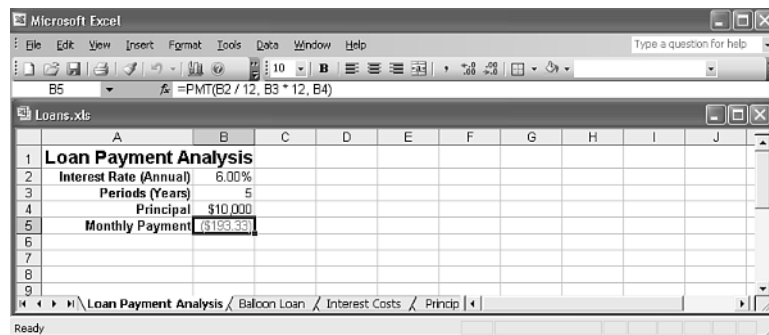 Microsoft Excel
File Edit View Insert Format Tools Data Window Help Type a question for help
10 B
B5 fx =PMT(B2 / 12, B3 * 12, B4)
Loans.xls
A B C D E F G H I J
1 Loan Payment Analysis
2 Interest Rate (Annual) 6.00%
3 Periods (Years) 5
4 Principal $10,000
5 Monthly Payment ($193.33)
6
7
8
9
Loan Payment Analysis / Balloon Loan / Interest Costs / Princip
Ready